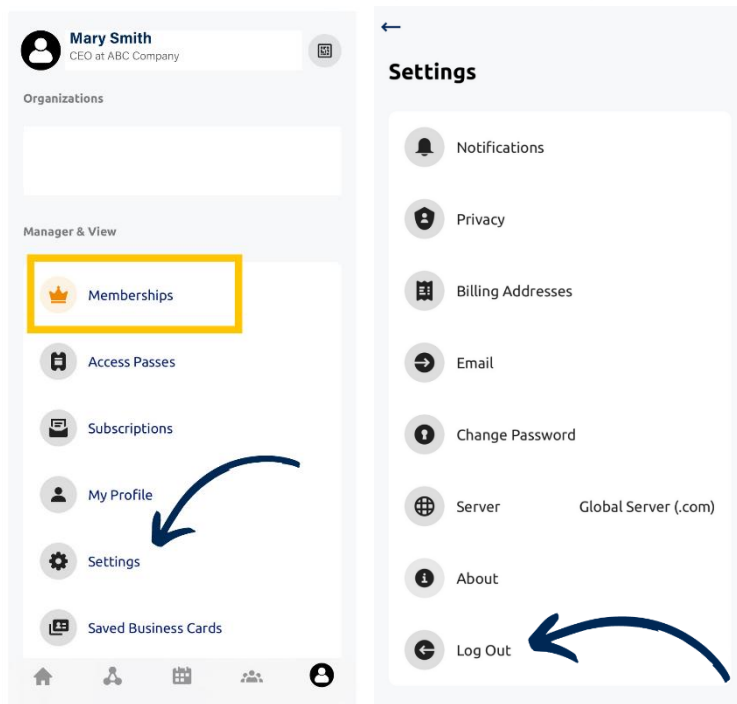 Mary Smith
CEO at ABC Company
Organizations
Manager & View
Memberships
Access Passes
Subscriptions
My Profile
Settings
Saved Business Cards
Settings
Notifications
Privacy
Billing Addresses
Email
Change Password
Server Global Server (.com)
About
Log Out